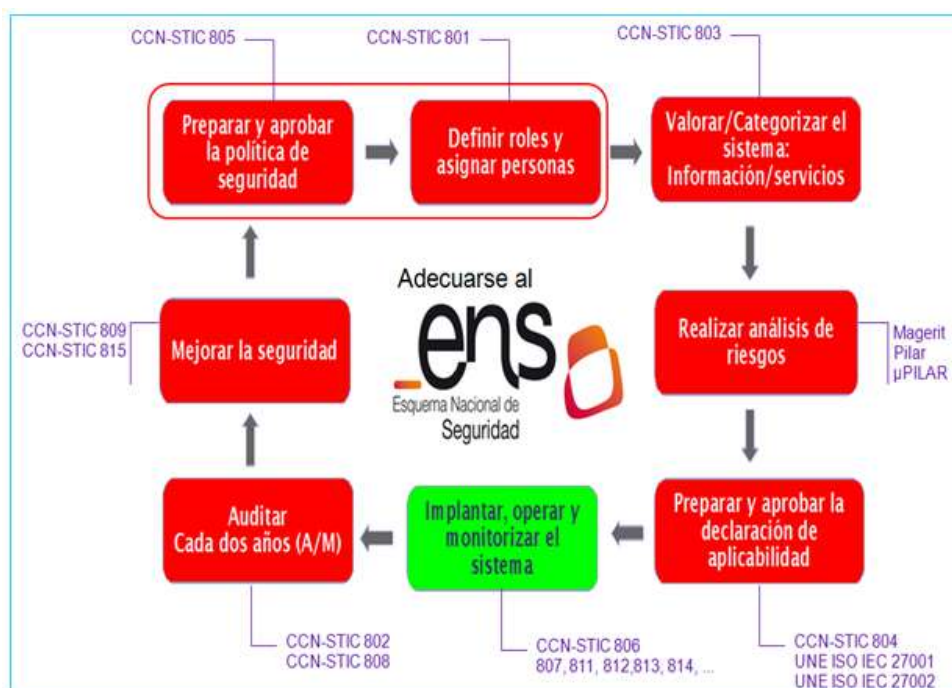 CCN-STIC 805
CCN-STIC 801
CCN-STIC 803
Preparar y aprobar
la política de
seguridad
Definir roles y
asignar personas
Valorar/Categorizar el
sistema:
Información/servicios
Adecuarse al
ens
Esquema Nacional de
Seguridad
CCN-STIC 809
CCN-STIC 815
Mejorar la seguridad
Realizar análisis de
riesgos
Magerit
Pilar
µPILAR
Auditar
Cada dos años (A/M)
Implantar, operar y
monitorizar el
sistema
Preparar y aprobar la
declaración de
aplicabilidad
CCN-STIC 802
CCN-STIC 808
CCN-STIC 806
807, 811, 812,813, 814, ...
CCN-STIC 804
UNE ISO IEC 27001
UNE ISO IEC 27002